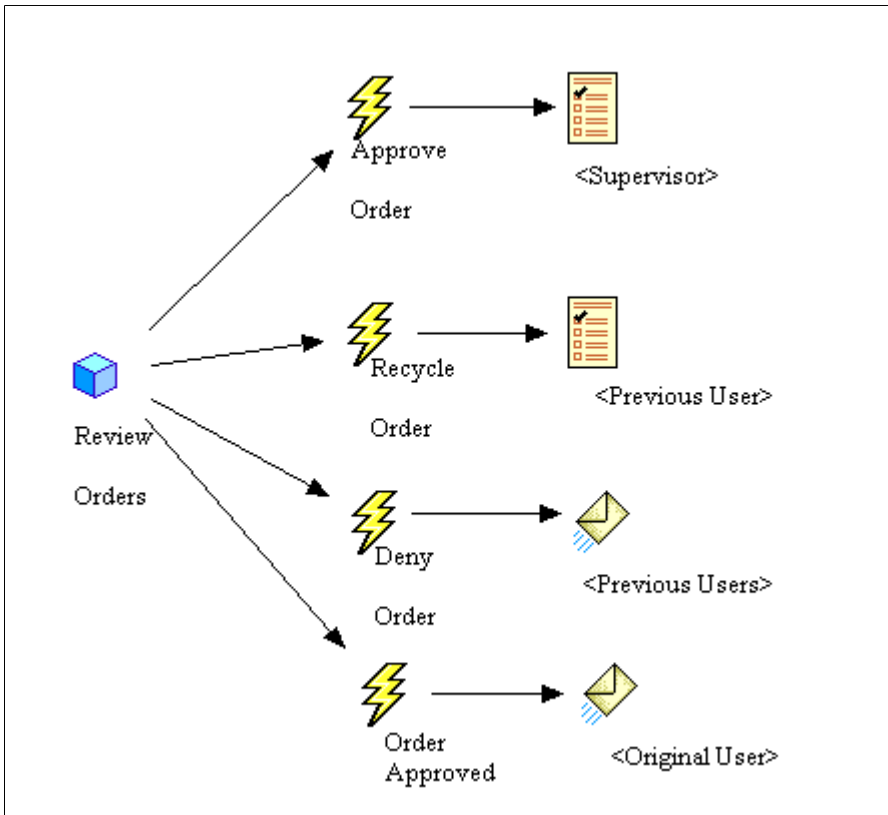 Approve
Order
<Supervisor>
Recycle
Order
<Previous User>
Review
Orders
Deny
Order
<Previous Users>
Order
Approved
<Original User>